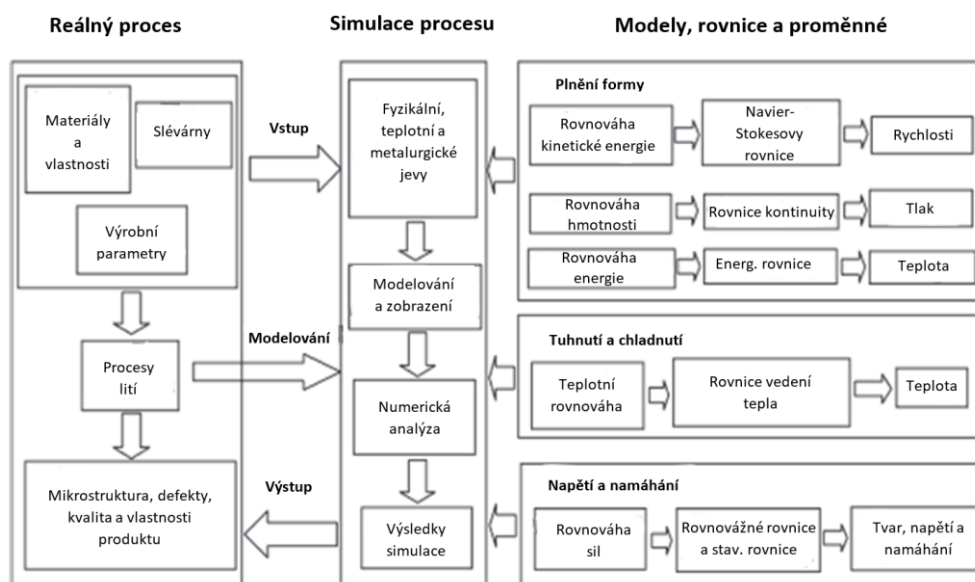 Reálný proces
Simulace procesu
Modely, rovnice a proměnné
Materiály
a
vlastnosti
Slévárny
Výrobní
parametry
Procesy
lití
Mikrostruktura, defekty,
kvalita a vlastnosti
produktu
Vstup
Modelování
Výstup
Fyzikální,
teplotní a
metalurgické
jevy
Modelování
a zobrazení
Numerická
analýza
Výsledky
simulace
Plnění formy
Rovnováha
kinetické energie
Navier-
Stokesovy
rovnice
Rychlosti
Rovnováha
hmotnosti
Rovnice kontinuity
Tlak
Rovnováha
energie
Energ. rovnice
Teplota
Tuhnutí a chladnutí
Teplotní
rovnováha
Rovnice vedení
tepla
Teplota
Napětí a namáhání
Rovnováha
sil
Rovnovážné rovnice
a stav. rovnice
Tvar, napětí a
namáhání